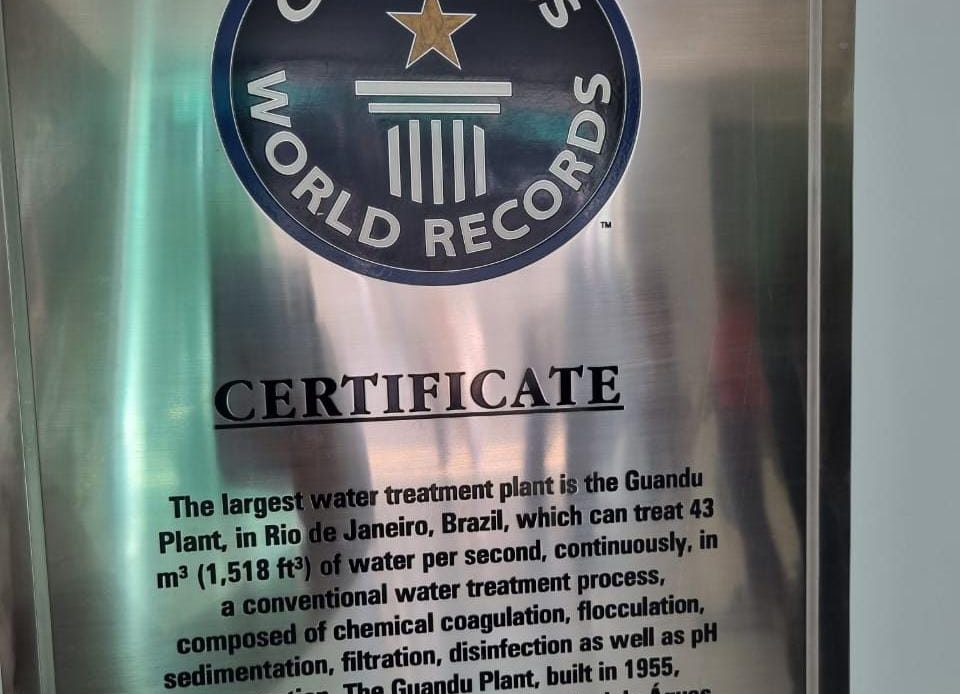 WORLD RECORDS
™
CERTIFICATE
The largest water treatment plant is the Guandu
Plant, in Rio de Janeiro, Brazil, which can treat 43
m³ (1,518 ft³) of water per second, continuously, in
a conventional water treatment process,
composed of chemical coagulation, flocculation,
sedimentation, filtration, disinfection as well as pH
The Guandu Plant, built in 1955,
Águas